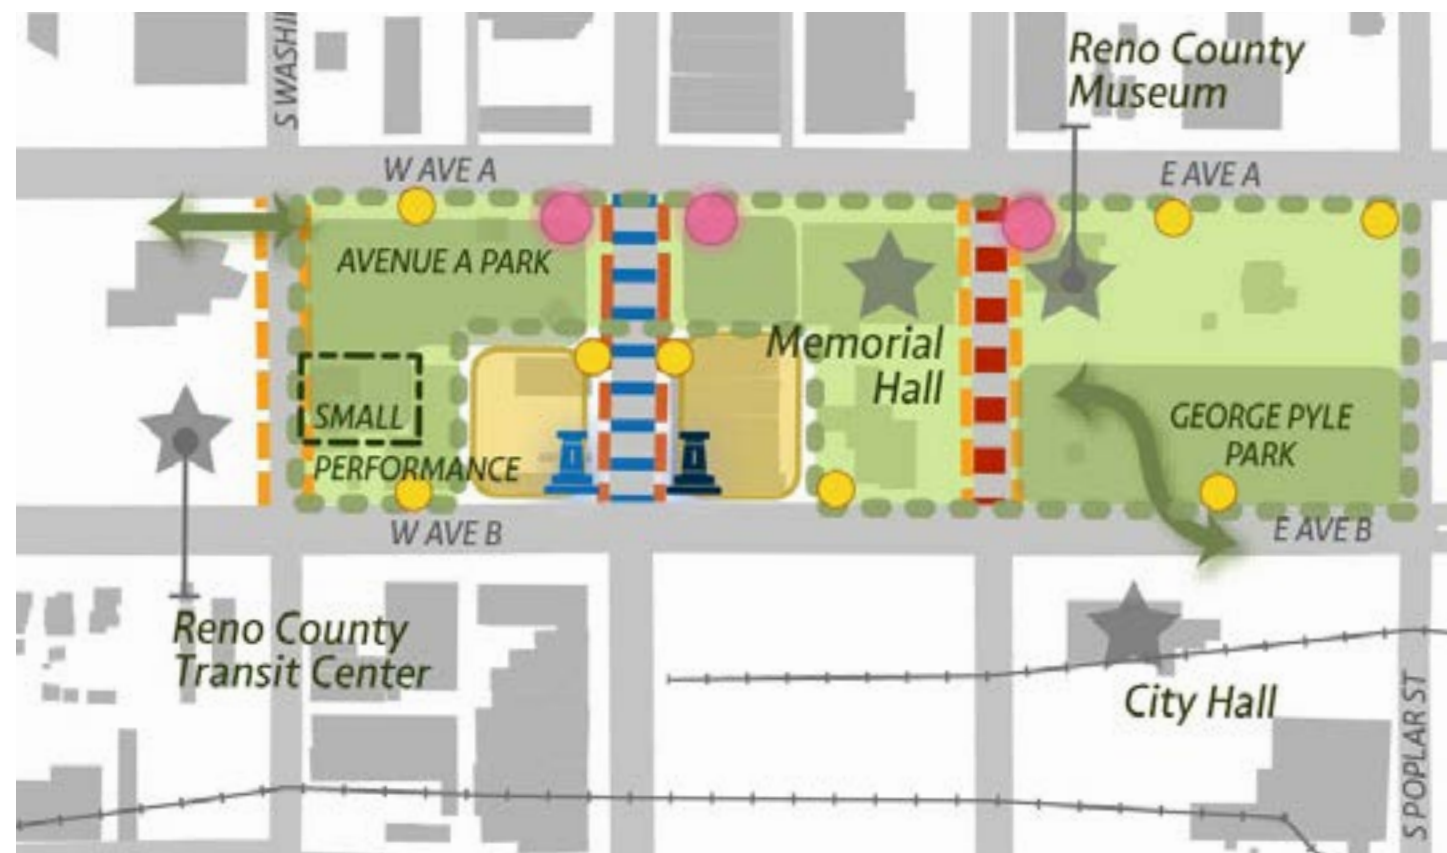 S WASHI
Reno County
Museum
W AVE A
E AVE A
AVENUE A PARK
Memorial
Hall
SMALL
PERFORMANCE
GEORGE PYLE
PARK
W AVE B
E AVE B
Reno County
Transit Center
City Hall
S POPLAR ST